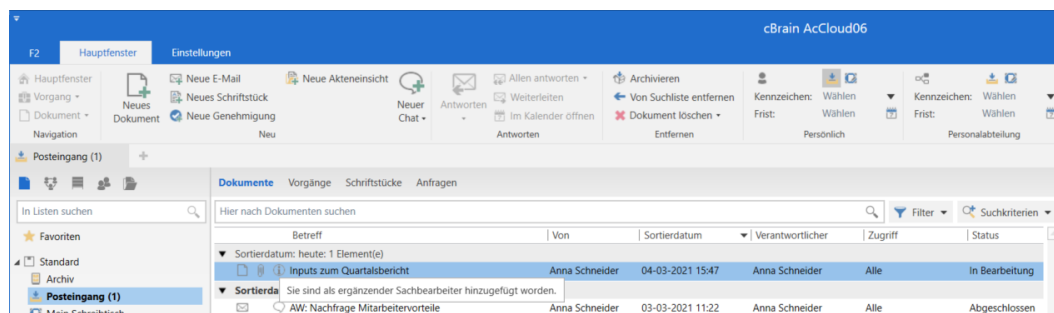 cBrain AcCloud06
F2 Hauptfenster Einstellungen
Hauptfenster
Vorgang
Dokument
Navigation
Neues
Dokument
Neue E-Mail
Neues Schriftstück
Neue Genehmigung
Neue Akteneinsicht
Neuer
Chat
Neu
Antworten
Allen antworten
Weiterleiten
Im Kalender öffnen
Antworten
Archivieren
Von Suchliste entfernen
Dokument löschen
Entfernen
Kennzeichen: Wählen
Frist: Wählen
Persönlich
Kennzeichen: Wählen
Frist: Wählen
Personalabteilung
Posteingang (1)
Dokumente Vorgänge Schriftstücke Anfragen
In Listen suchen
Hier nach Dokumenten suchen Filter Suchkriterien
Favoriten
Standard
Archiv
Posteingang (1)
Mein Schreibtisch
Betreff Von Sortierdatum Verantwortlicher Zugriff Status
Sortierdatum: heute: 1 Element(e)
Inputs zum Quartalsbericht Anna Schneider 04-03-2021 15:47 Anna Schneider Alle In Bearbeitung
Sortierda
Sie sind als ergänzender Sachbearbeiter hinzugefügt worden.
AW: Nachfrage Mitarbeitervorteile Anna Schneider 03-03-2021 11:22 Anna Schneider Alle Abgeschlossen